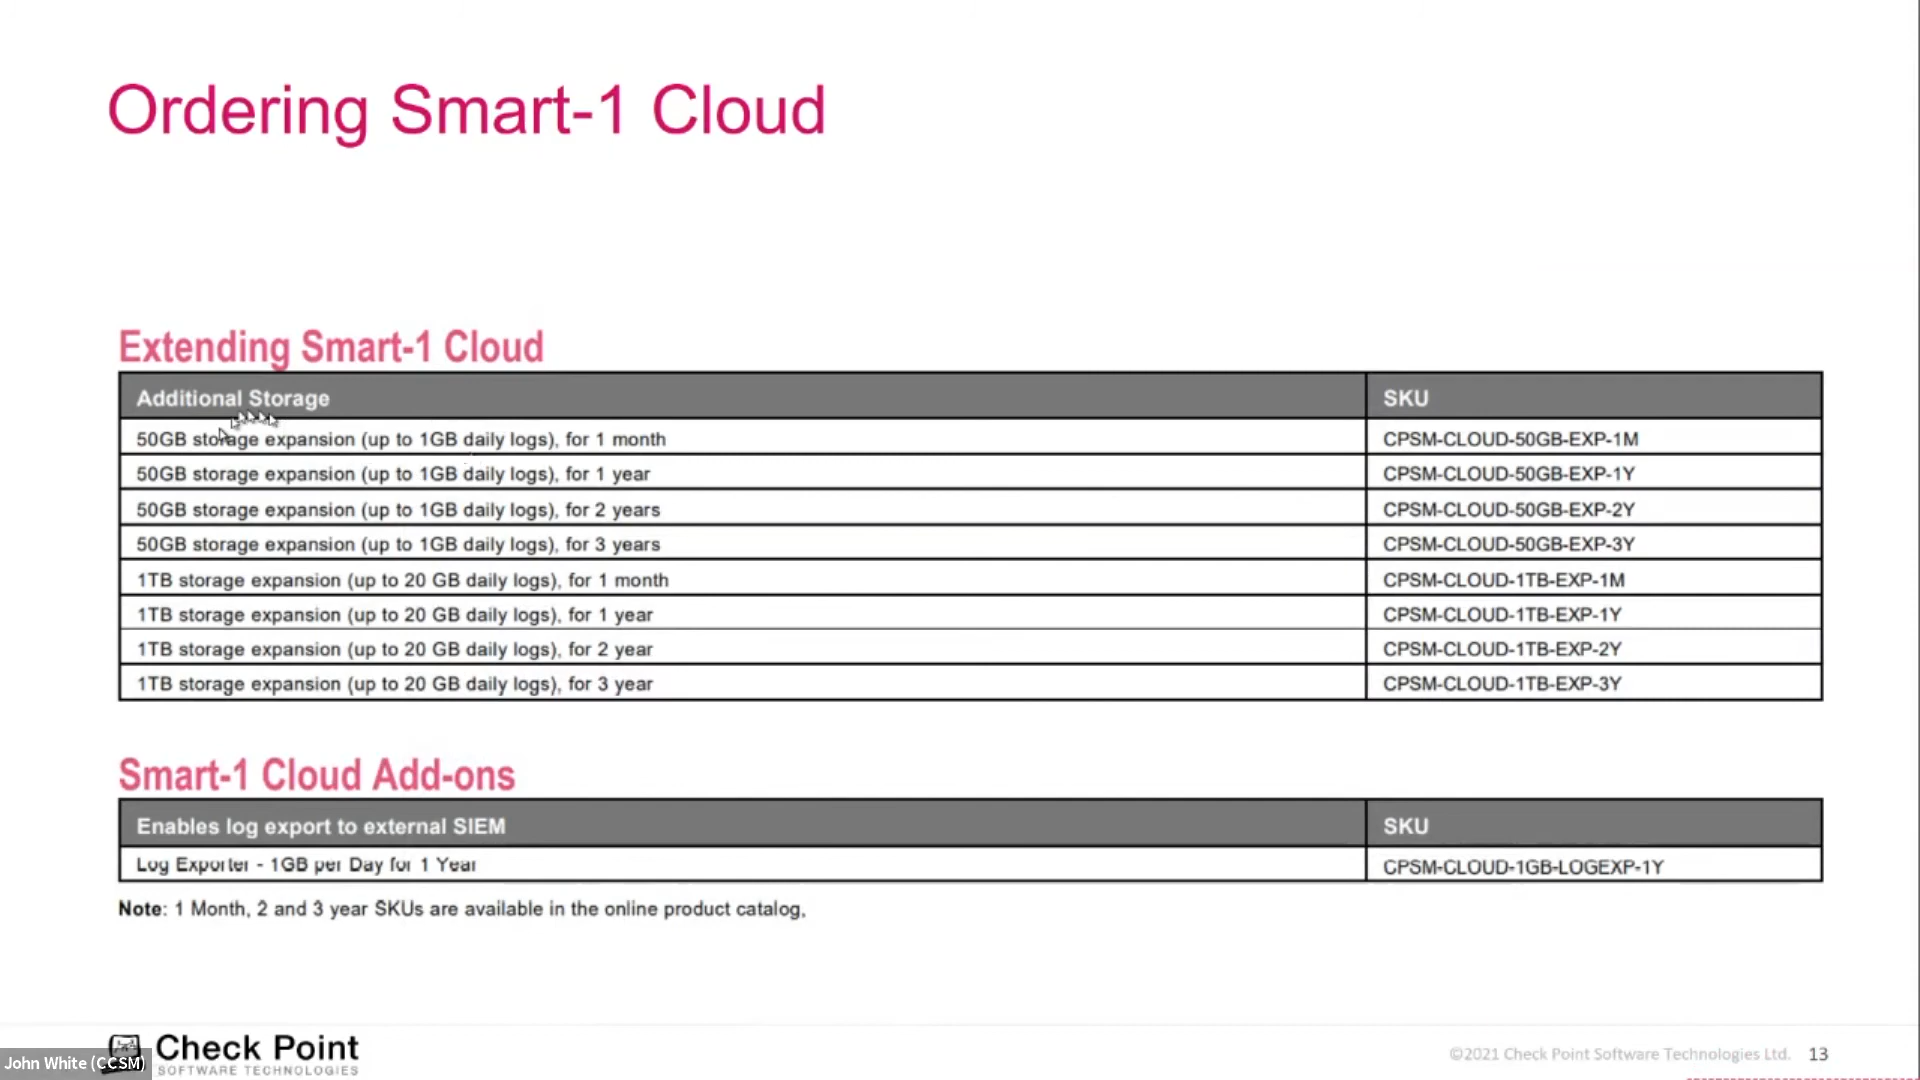 Ordering Smart-1 Cloud
Extending Smart-1 Cloud
Additional Storage SKU
50GB storage expansion (up to 1GB daily logs), for 1 month CPSM-CLOUD-50GB-EXP-1M
50GB storage expansion (up to 1GB daily logs), for 1 year CPSM-CLOUD-50GB-EXP-1Y
50GB storage expansion (up to 1GB daily logs), for 2 years CPSM-CLOUD-50GB-EXP-2Y
50GB storage expansion (up to 1GB daily logs), for 3 years CPSM-CLOUD-50GB-EXP-3Y
1TB storage expansion (up to 20 GB daily logs), for 1 month CPSM-CLOUD-1TB-EXP-1M
1TB storage expansion (up to 20 GB daily logs), for 1 year CPSM-CLOUD-1TB-EXP-1Y
1TB storage expansion (up to 20 GB daily logs), for 2 year CPSM-CLOUD-1TB-EXP-2Y
1TB storage expansion (up to 20 GB daily logs), for 3 year CPSM-CLOUD-1TB-EXP-3Y
Smart-1 Cloud Add-ons
Enables log export to external SIEM SKU
Log Exporter - 1GB per Day for 1 Year CPSM-CLOUD-1GB-LOGEXP-1Y
Note: 1 Month, 2 and 3 year SKUs are available in the online product catalog,
Check Point
SOFTWARE TECHNOLOGIES
John White (CCSM)
©2021 Check Point Software Technologies Ltd. 13